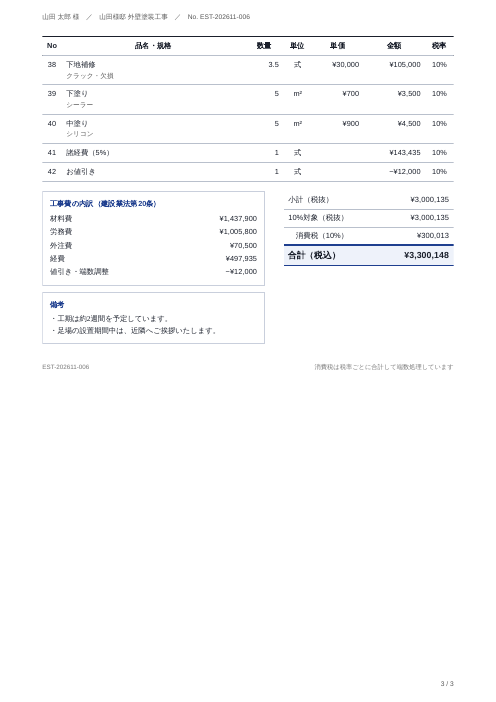 山田 太郎 様　／　山田様邸 外壁塗装工事　／　No. EST-202611-006
No 品名・規格 数量 単位 単価 金額 税率
38 下地補修 3.5 式 ¥30,000 ¥105,000 10%
クラック・欠損
39 下塗り 5 m² ¥700 ¥3,500 10%
シーラー
40 中塗り 5 m² ¥900 ¥4,500 10%
シリコン
41 諸経費（5%） 1 式 ¥143,435 10%
42 お値引き 1 式 −¥12,000 10%
工事費の内訳（建設業法第20条）
材料費 ¥1,437,900
労務費 ¥1,005,800
外注費 ¥70,500
経費 ¥497,935
値引き・端数調整 −¥12,000
小計（税抜） ¥3,000,135
10%対象（税抜） ¥3,000,135
消費税（10%） ¥300,013
合計（税込） ¥3,300,148
備考
・工期は約2週間を予定しています。
・足場の設置期間中は、近隣へご挨拶いたします。
EST-202611-006 消費税は税率ごとに合計して端数処理しています
3 / 3